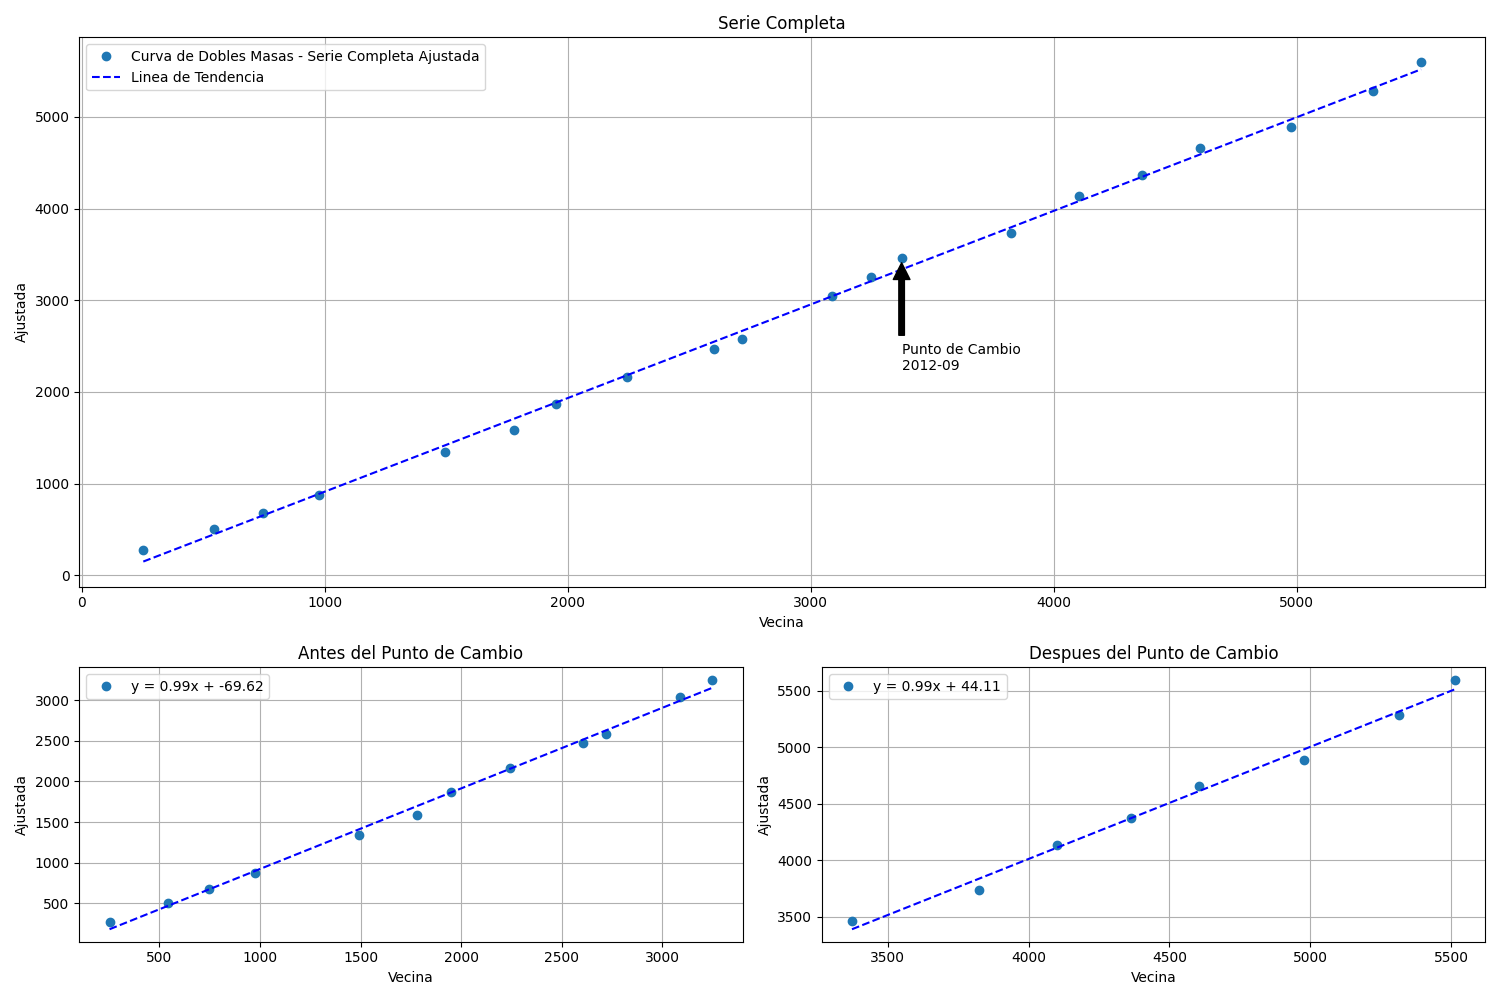 Serie Completa
Curva de Dobles Masas - Serie Completa Ajustada
Linea de Tendencia
5000
4000
3000
2000
1000
0
Ajustada
Punto de Cambio
2012-09
0 1000 2000 3000 4000 5000
Vecina
Antes del Punto de Cambio
y = 0.99x + -69.62
3000
2500
2000
1500
1000
500
Ajustada
500 1000 1500 2000 2500 3000
Vecina
Despues del Punto de Cambio
y = 0.99x + 44.11
5500
5000
4500
4000
3500
Ajustada
3500 4000 4500 5000 5500
Vecina